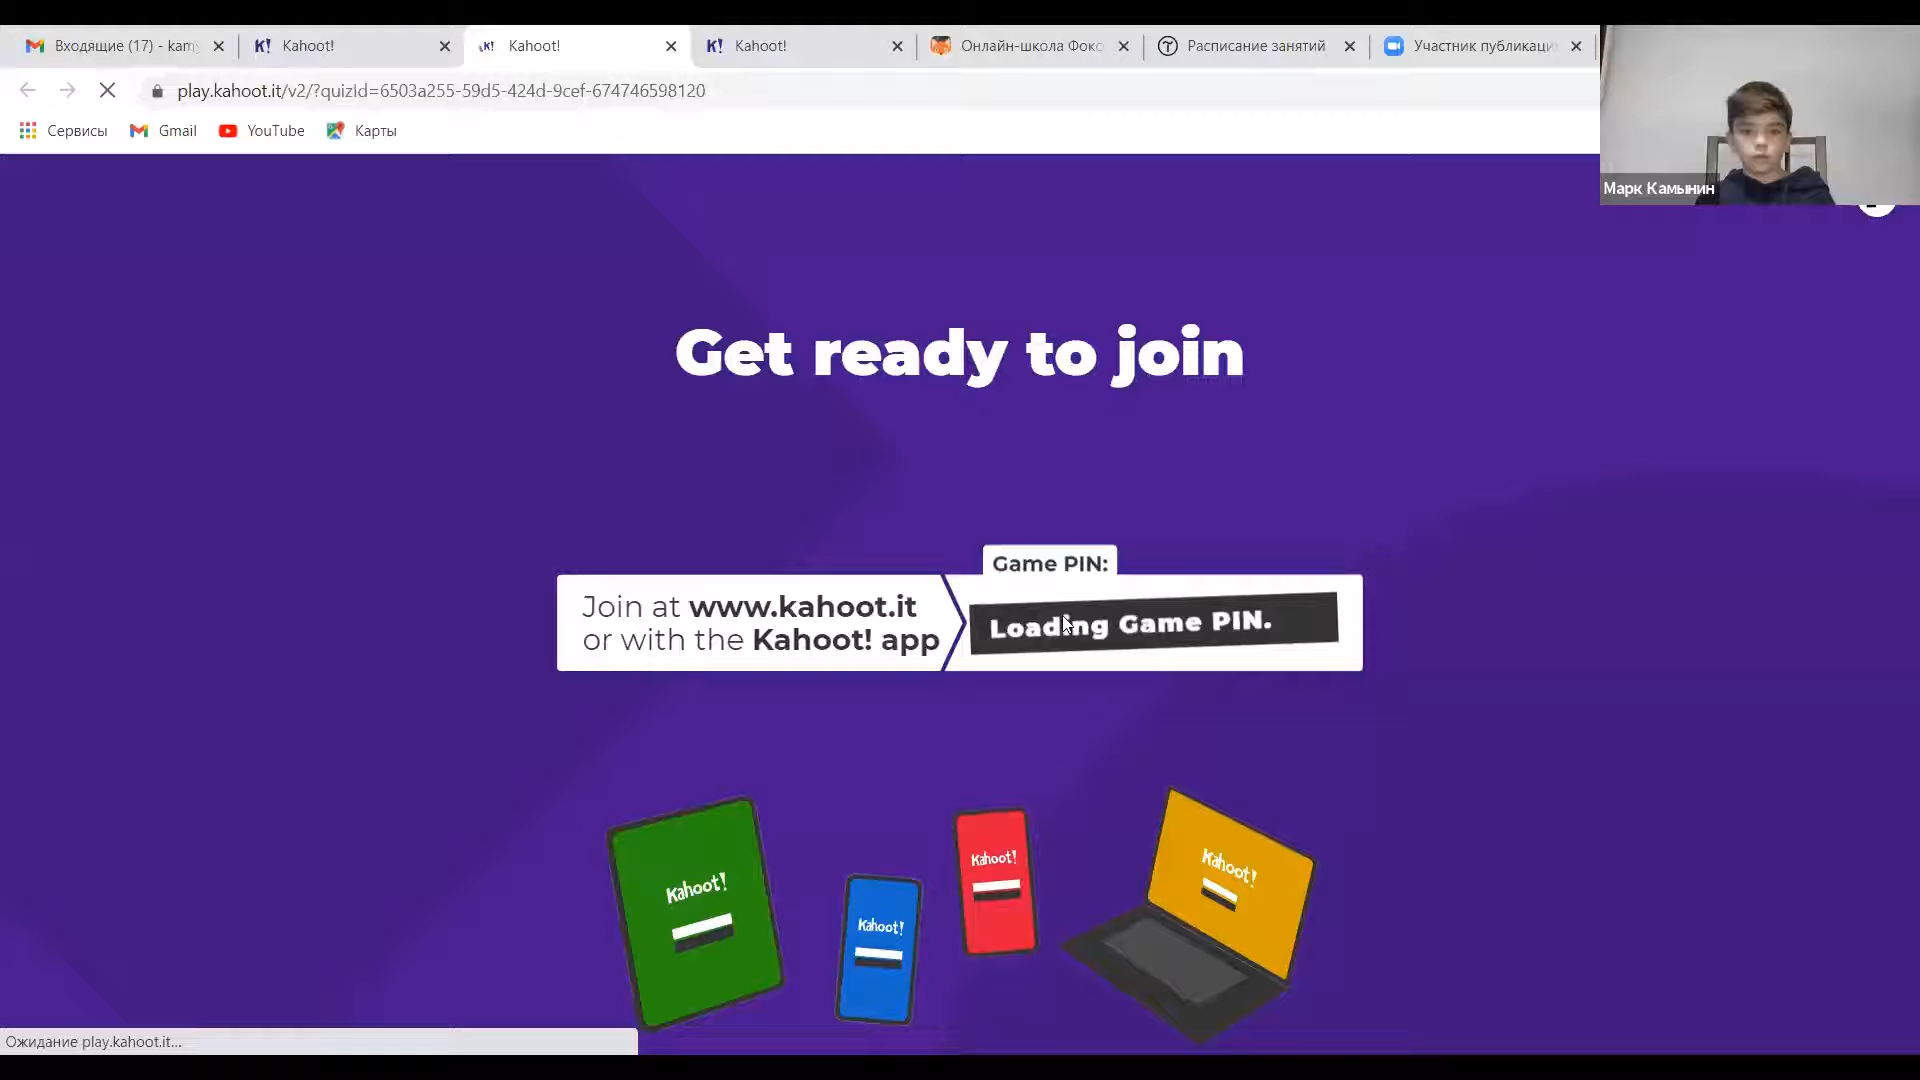 Входящие (17) - kamy
Kahoot!
Kahoot!
Kahoot!
Онлайн-школа Фоко
Расписание занятий
Участник публикаци
play.kahoot.it/v2/?quizId=6503a255-59d5-424d-9cef-674746598120
Сервисы
Gmail
YouTube
Карты
Марк Камынин
Get ready to join
Game PIN:
Join at www.kahoot.it
or with the Kahoot! app
Loading Game PIN.
Kahoot!
Kahoot!
Kahoot!
Kahoot!
Ожидание play.kahoot.it...